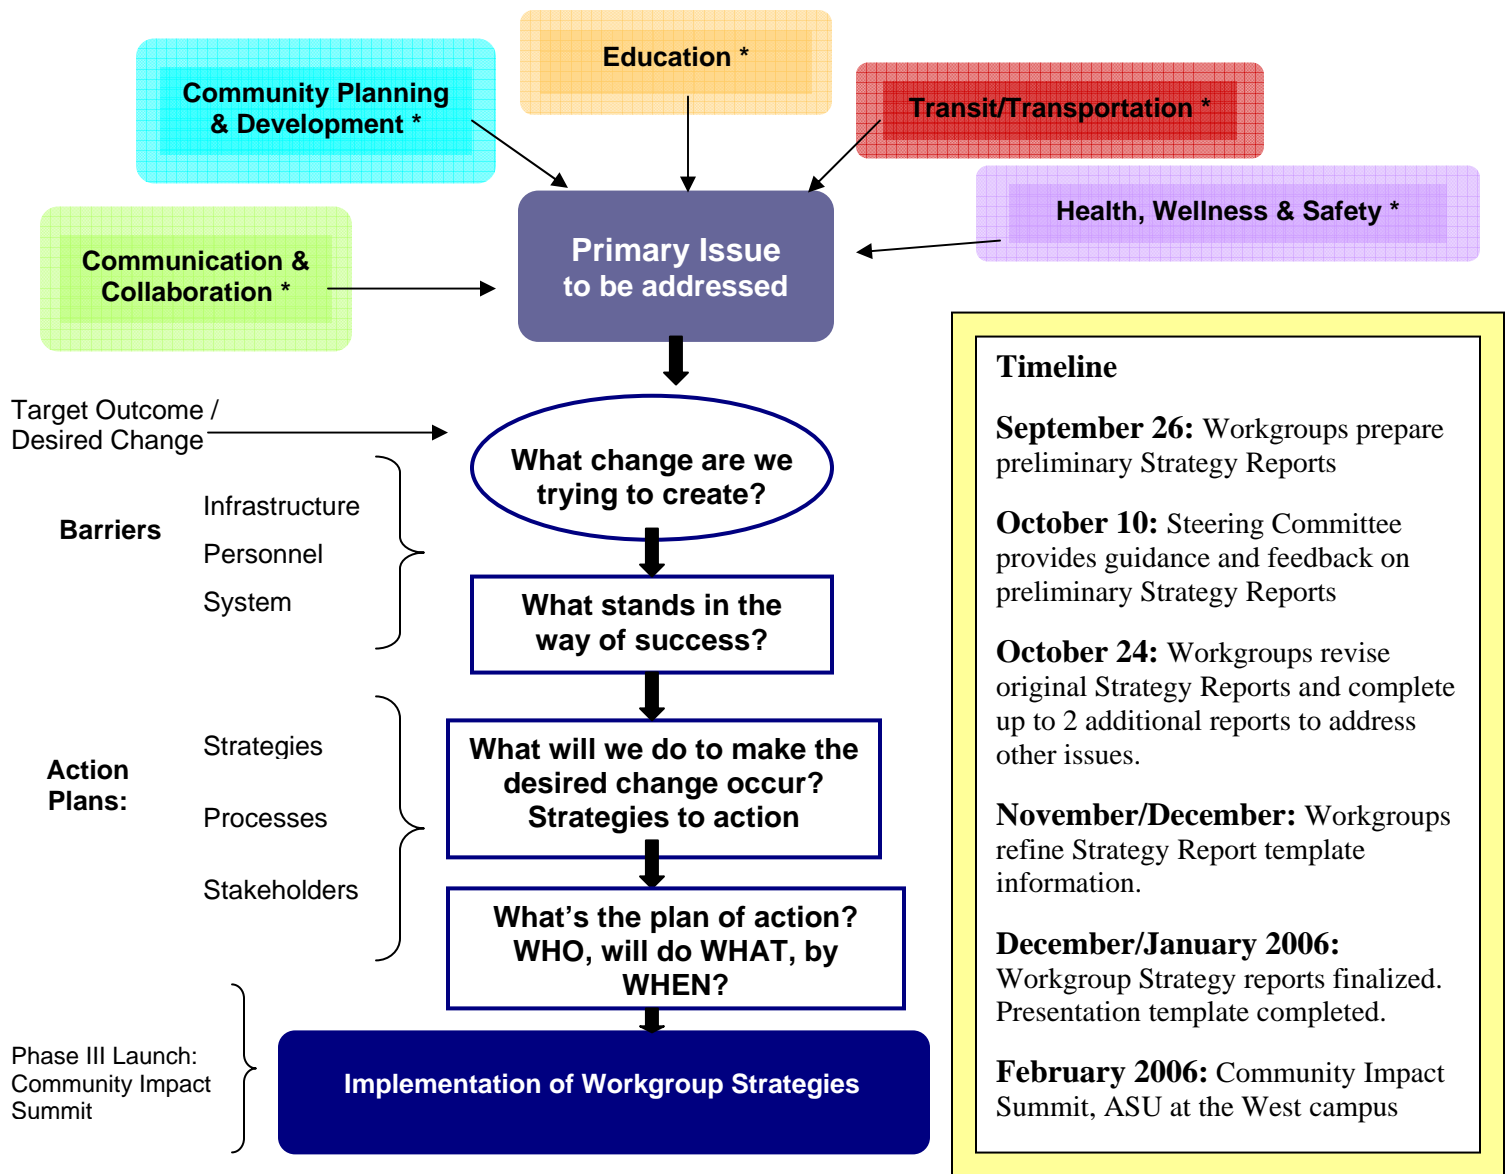 Education *
Community Planning
& Development *
Transit/Transportation *
Health, Wellness & Safety *
Communication &
Collaboration *
Primary Issue
to be addressed
Target Outcome /
Desired Change
What change are we
trying to create?
Barriers
Infrastructure
Personnel
System
What stands in the
way of success?
Action
Plans:
Strategies
Processes
Stakeholders
What will we do to make the
desired change occur?
Strategies to action
What’s the plan of action?
WHO, will do WHAT, by
WHEN?
Phase III Launch:
Community Impact
Summit
Implementation of Workgroup Strategies
Timeline
September 26: Workgroups prepare
preliminary Strategy Reports
October 10: Steering Committee
provides guidance and feedback on
preliminary Strategy Reports
October 24: Workgroups revise
original Strategy Reports and complete
up to 2 additional reports to address
other issues.
November/December: Workgroups
refine Strategy Report template
information.
December/January 2006:
Workgroup Strategy reports finalized.
Presentation template completed.
February 2006: Community Impact
Summit, ASU at the West campus